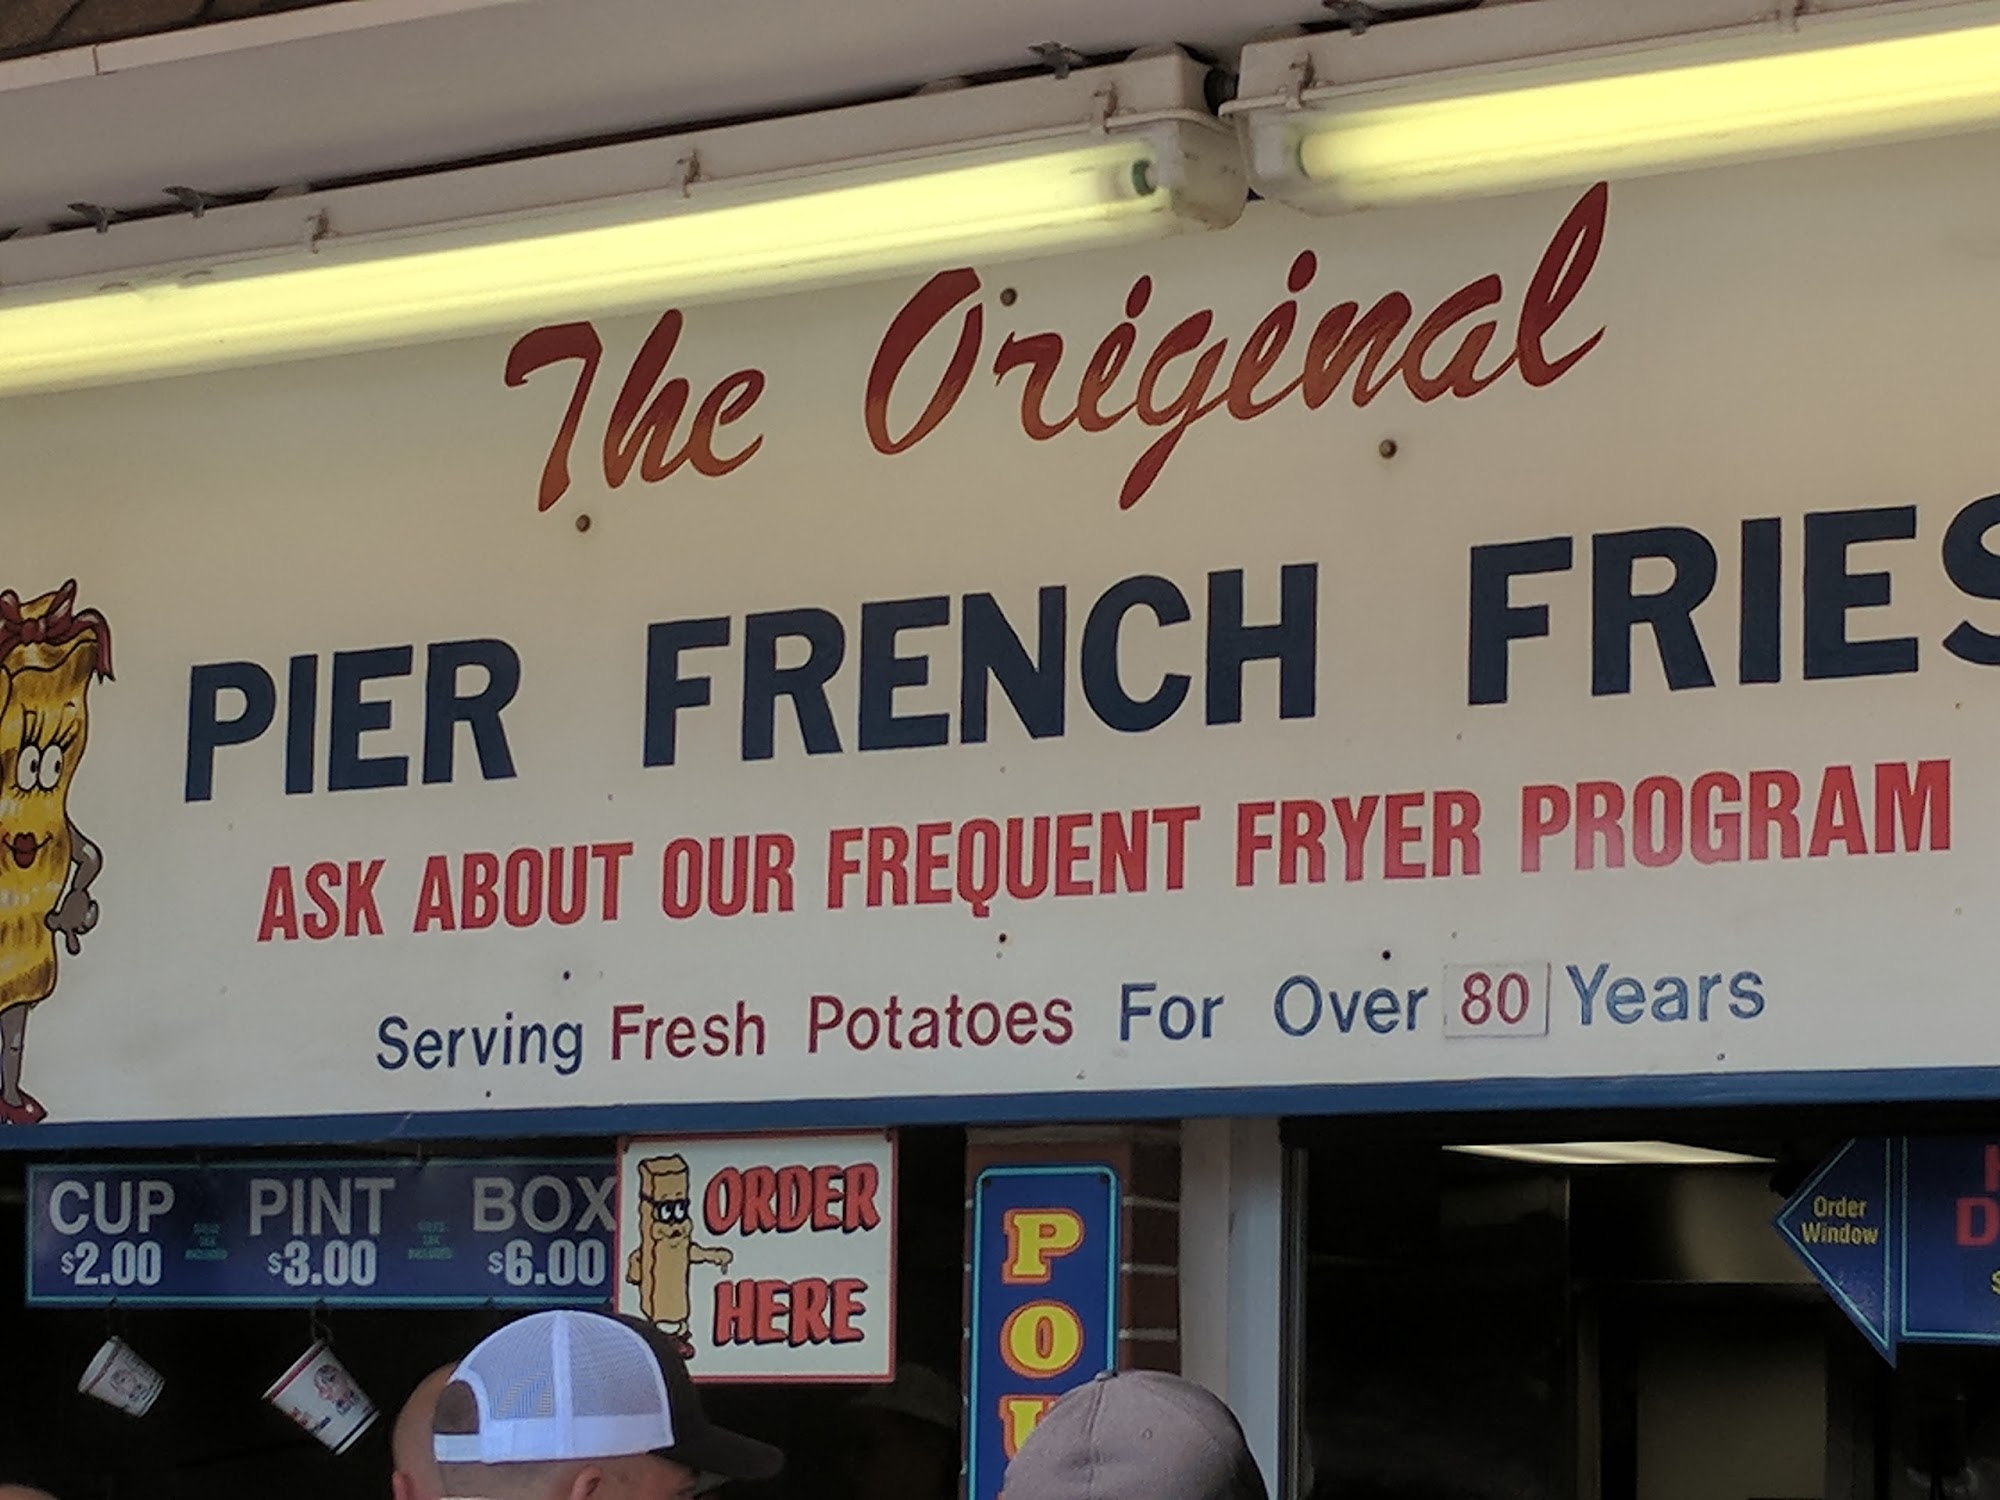 The Original
PIER FRENCH FRIES
ASK ABOUT OUR FREQUENT FRYER PROGRAM
Serving Fresh Potatoes For Over 80 Years
CUP PINT BOX
$2.00 $3.00 $6.00
ORDER
HERE
P
O
U
Order
Window
D
$